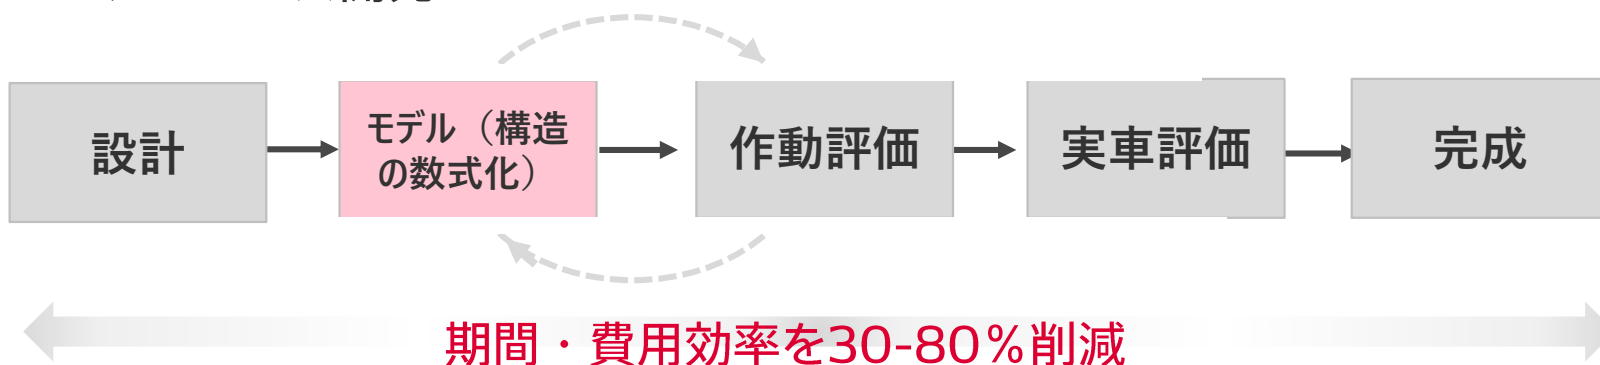 設計
モデル（構造
の数式化）
作動評価
実車評価
完成
期間・費用効率を30-80％削減